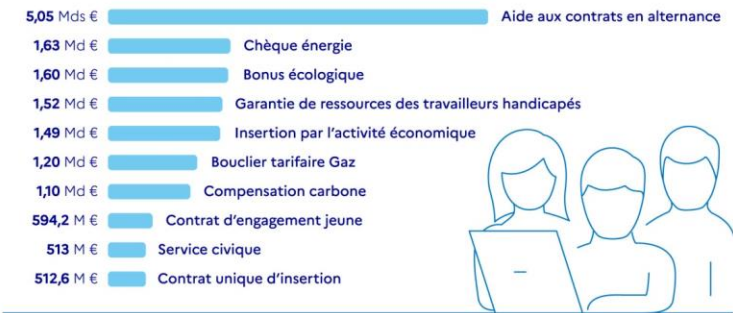 5,05 Mds € Aide aux contrats en alternance
1,63 Md € Chèque énergie
1,60 Md € Bonus écologique
1,52 Md € Garantie de ressources des travailleurs handicapés
1,49 Md € Insertion par l’activité économique
1,20 Md € Bouclier tarifaire Gaz
1,10 Md € Compensation carbone
594,2 M € Contrat d’engagement jeune
513 M € Service civique
512,6 M € Contrat unique d’insertion